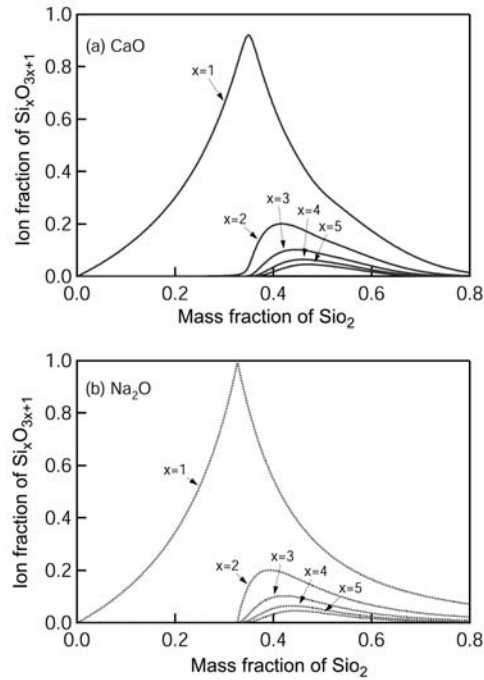 (a) CaO
Ion fraction of SixO3x+1
1.0
0.8
0.6
0.4
0.2
0.0
x=1
x=2
x=3
x=4
x=5
0.0 0.2 0.4 0.6 0.8
Mass fraction of Sio2
(b) Na2O
Ion fraction of SixO3x+1
1.0
0.8
0.6
0.4
0.2
0.0
x=1
x=2
x=3
x=4
x=5
0.0 0.2 0.4 0.6 0.8
Mass fraction of Sio2